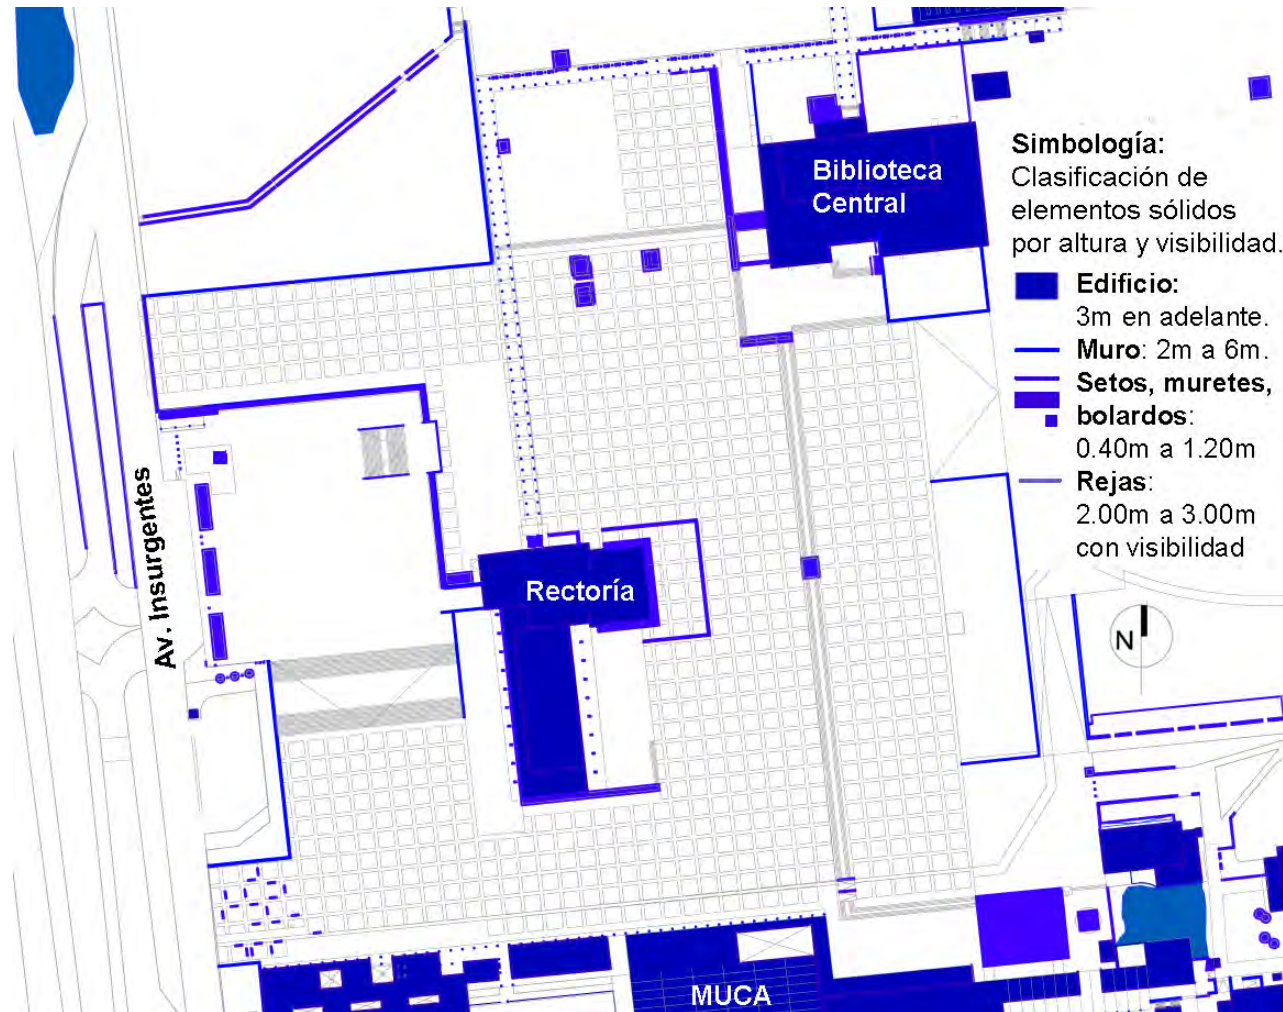 Biblioteca
Central
Simbología:
Clasificación de
elementos sólidos
por altura y visibilidad.
Edificio:
3m en adelante.
Muro: 2m a 6m.
Setos, muretes,
bolardos:
0.40m a 1.20m
Rejas:
2.00m a 3.00m
con visibilidad
Av. Insurgentes
Rectoría
N
MUCA